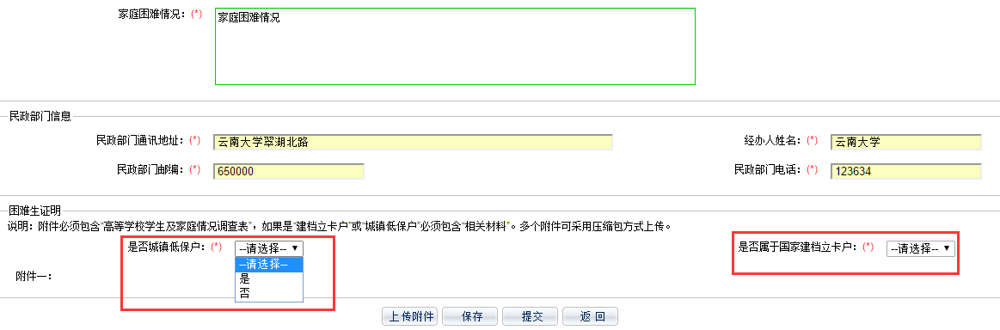 家庭困难情况：(*) 家庭困难情况
民政部门信息
民政部门通讯地址：(*) 云南大学翠湖北路 经办人姓名：(*) 云南大学
民政部门邮编：(*) 650000 民政部门电话：(*) 123634
困难生证明
说明：附件必须包含“高等学校学生及家庭情况调查表”，如果是“建档立卡户”或“城镇低保户”必须包含“相关材料”。多个附件可采用压缩包方式上传。
是否城镇低保户：(*) --请选择-- 是否属于国家建档立卡户：(*) --请选择--
--请选择--
附件一： 是
否
上传附件 保存 提交 返回